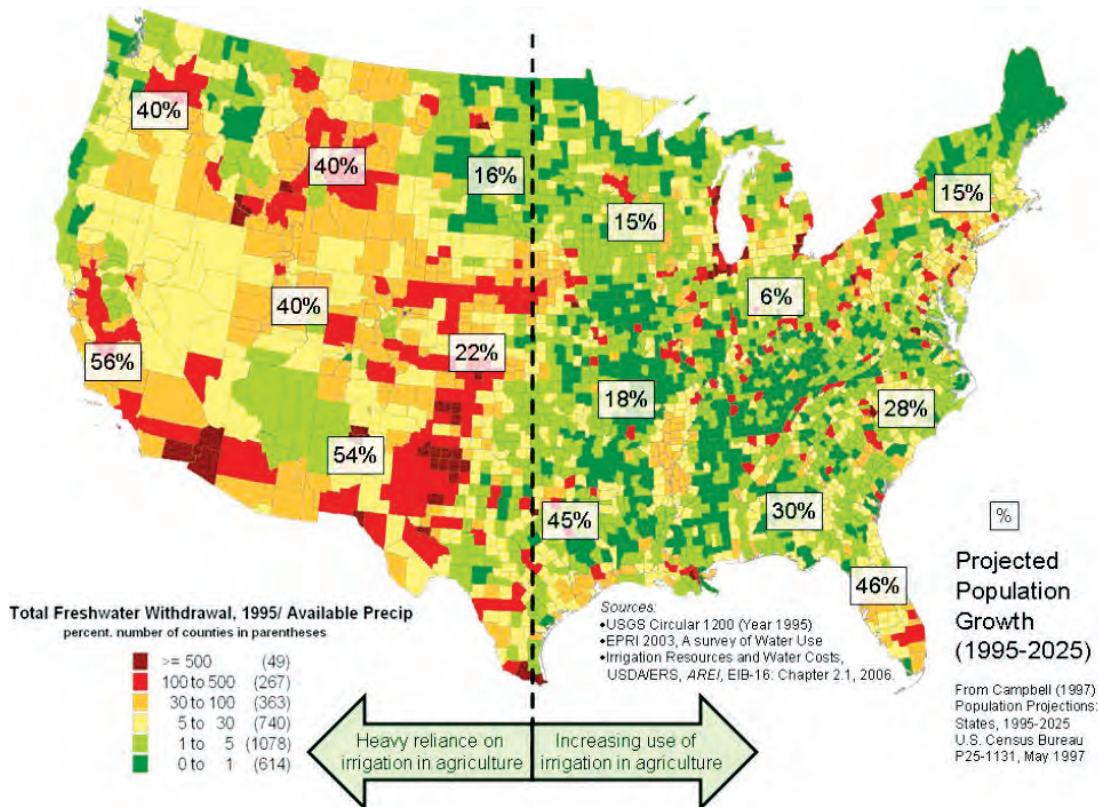 40%
40%
16%
15%
15%
6%
40%
56%
22%
18%
28%
54%
45%
30%
46%
%
Projected
Population
Growth
(1995-2025)
From Campbell (1997)
Population Projections:
States, 1995-2025
U.S. Census Bureau
P25-1131, May 1997
Sources:
◆USGS Circular 1200 (Year 1995)
◆EPRI 2003, A survey of Water Use
◆Irrigation Resources and Water Costs,
USDA/ERS, AREI, EIB-16: Chapter 2.1, 2006.
Total Freshwater Withdrawal, 1995/ Available Precip
percent. number of counties in parentheses
>= 500 (49)
100 to 500 (267)
30 to 100 (363)
5 to 30 (740)
1 to 5 (1078)
0 to 1 (614)
Heavy reliance on
irrigation in agriculture
Increasing use of
irrigation in agriculture